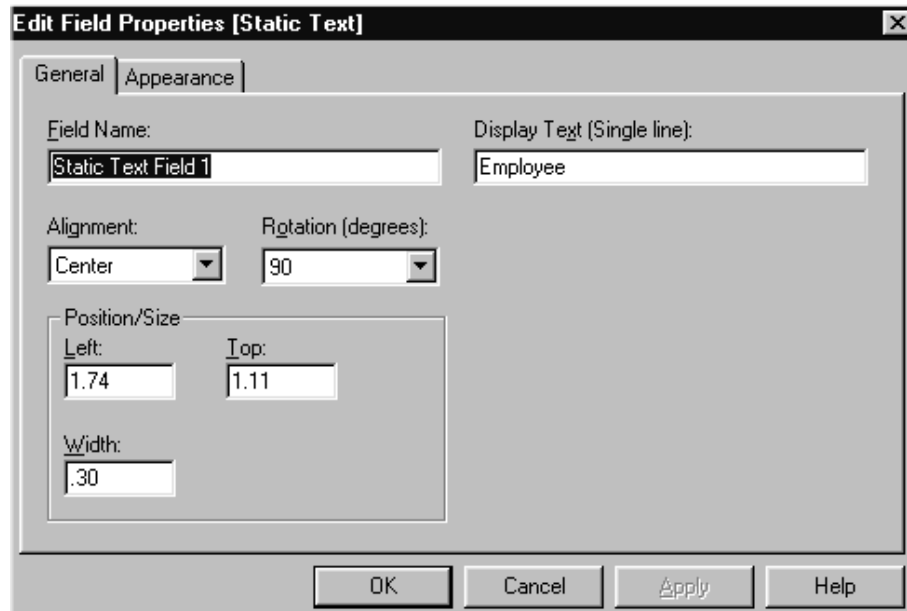 Edit Field Properties [Static Text]
General Appearance
Field Name: Display Text (Single line):
Static Text Field 1 Employee
Alignment: Rotation (degrees):
Center 90
Position/Size
Left: Top:
1.74 1.11
Width:
.30
OK Cancel Apply Help